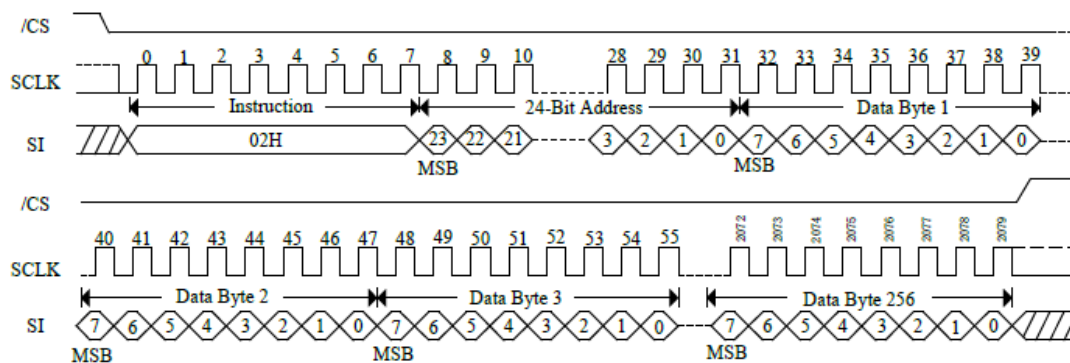 /CS
0 1 2 3 4 5 6 7 8 9 10 28 29 30 31 32 33 34 35 36 37 38 39
SCLK
Instruction 24-Bit Address Data Byte 1
SI 02H 23 22 21 3 2 1 0 7 6 5 4 3 2 1 0
MSB MSB
/CS
40 41 42 43 44 45 46 47 48 49 50 51 52 53 54 55 2072 2073 2074 2075 2076 2077 2078 2079
SCLK
Data Byte 2 Data Byte 3 Data Byte 256
SI 7 6 5 4 3 2 1 0 7 6 5 4 3 2 1 0 7 6 5 4 3 2 1 0
MSB MSB MSB